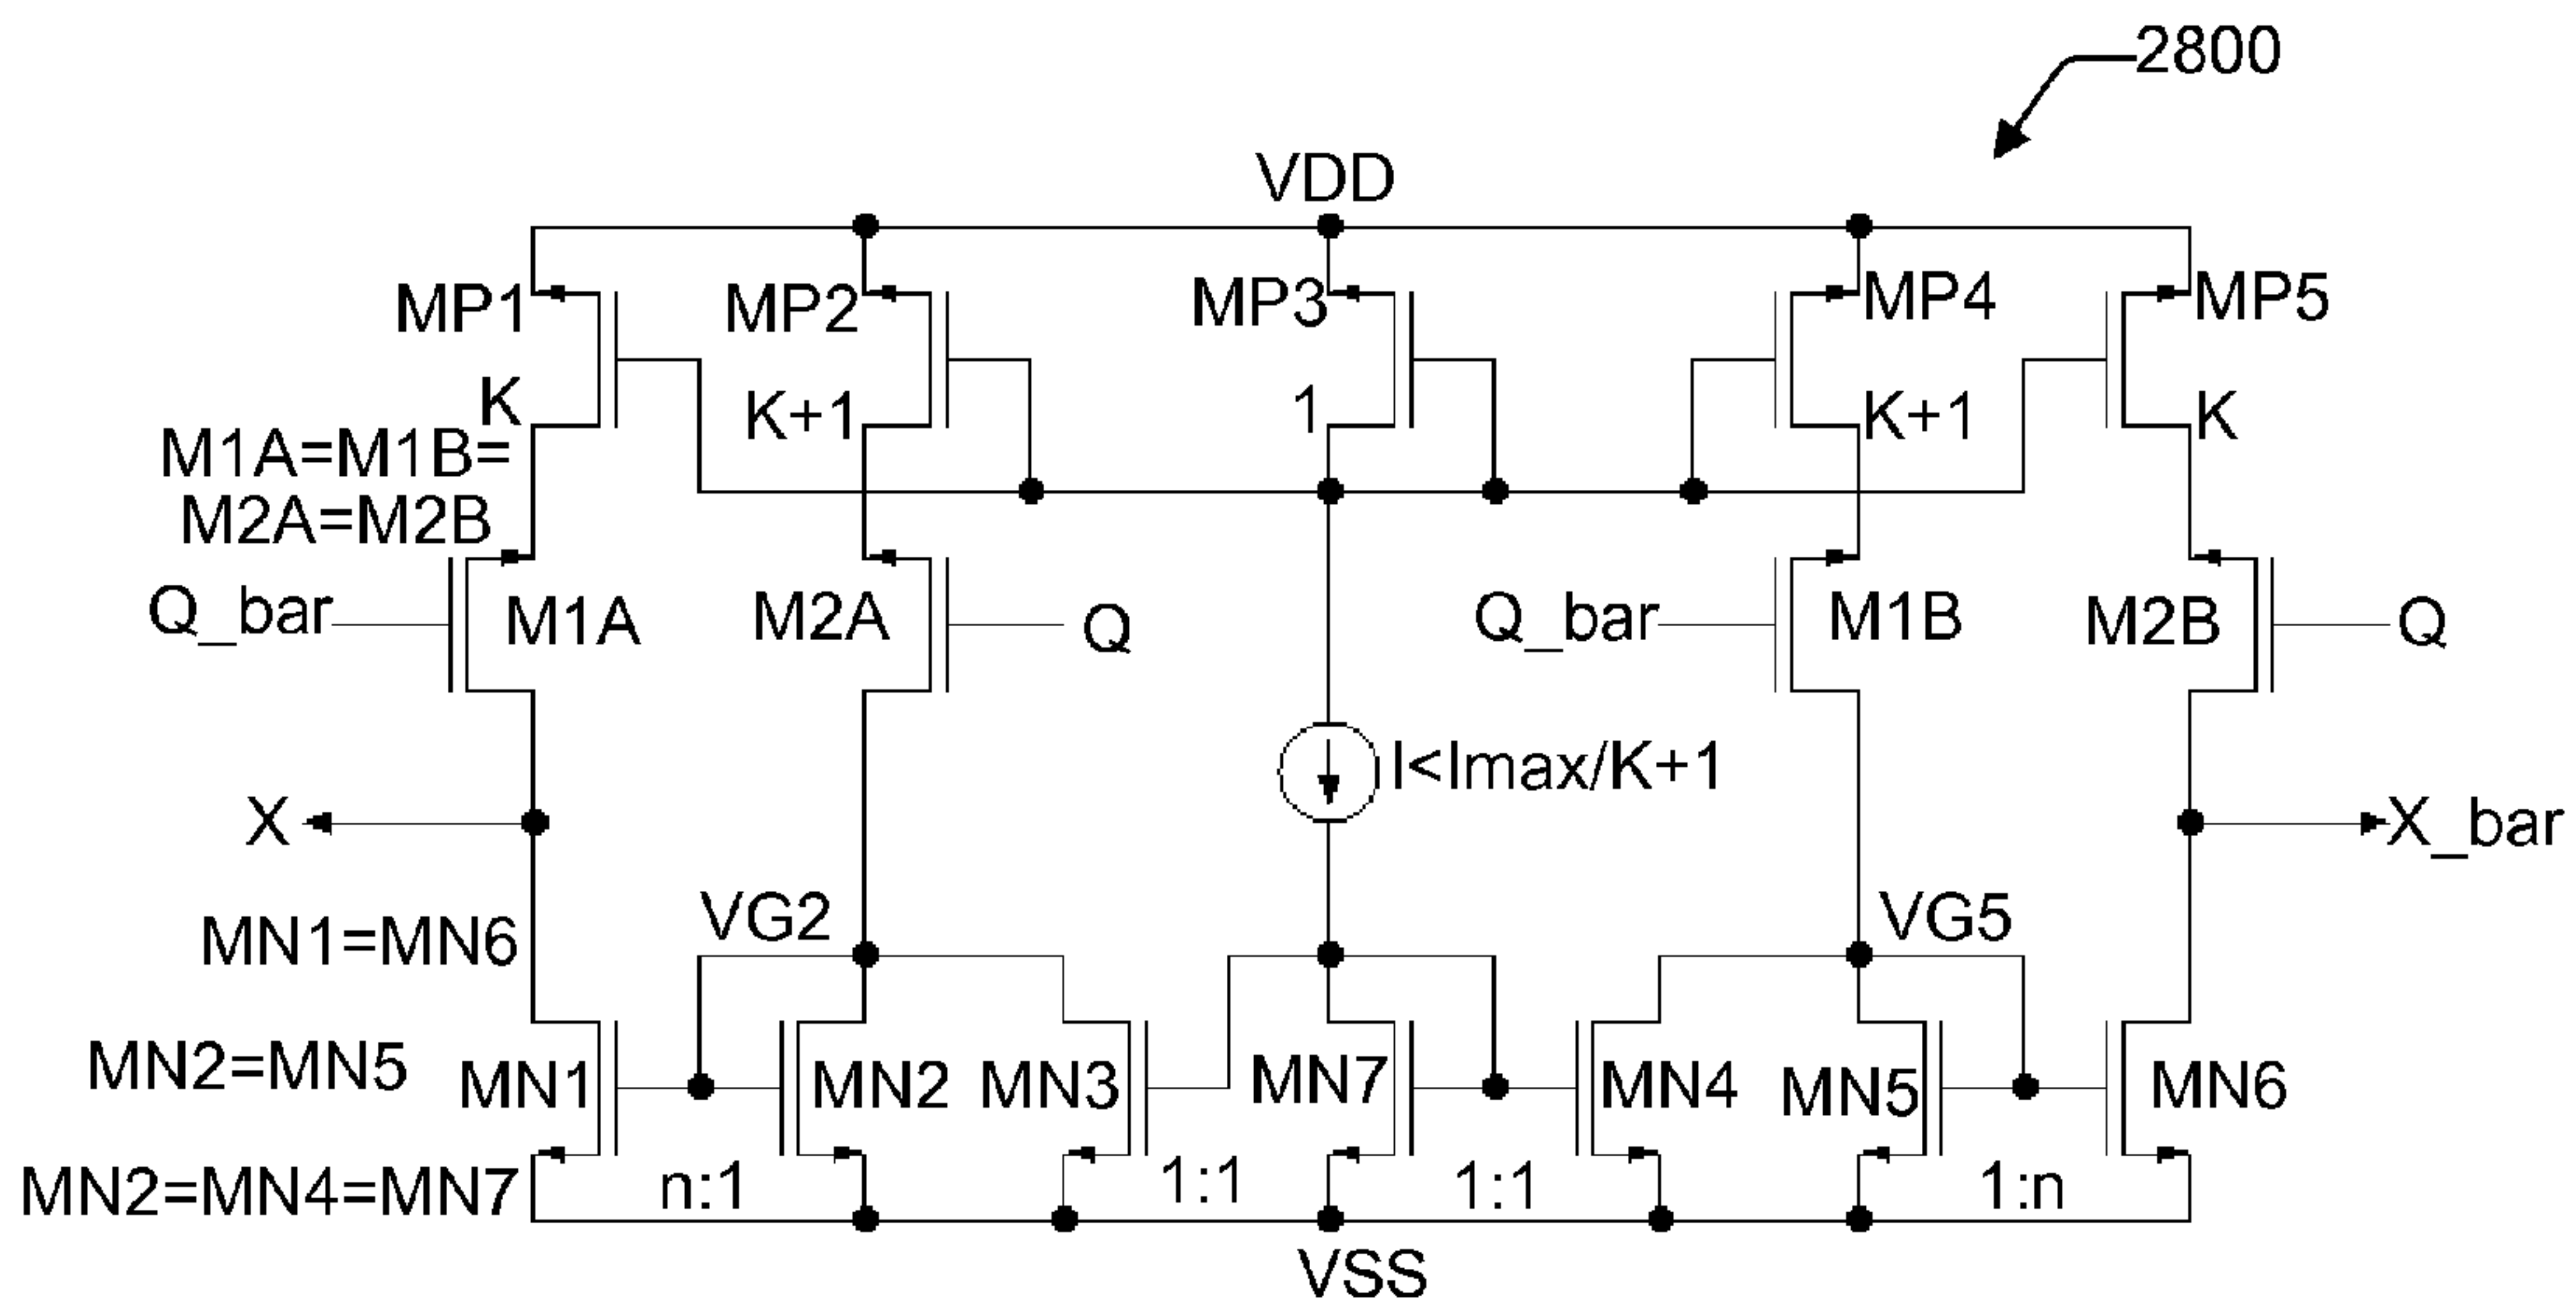 2800
VDD
MP1
MP2
MP3
MP4
MP5
K
K+1
1
K+1
K
M1A=M1B=
M2A=M2B
Q_bar
M1A
M2A
Q
Q_bar
M1B
M2B
Q
I<Imax/K+1
X
X_bar
VG2
VG5
MN1=MN6
MN2=MN5
MN1
MN2
MN3
MN7
MN4
MN5
MN6
MN2=MN4=MN7
n:1
1:1
1:1
1:n
VSS